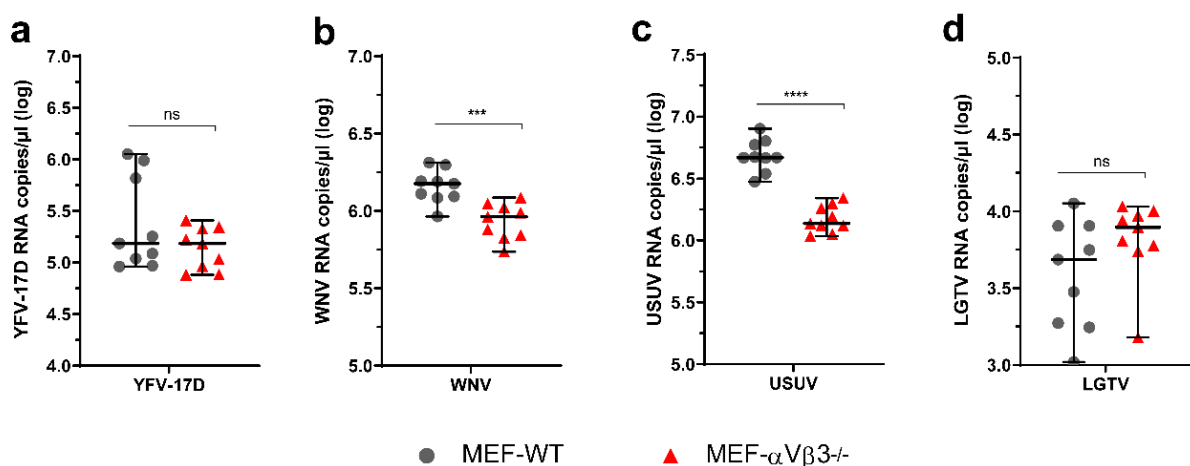 a
YFV-17D RNA copies/µl (log)
7.0
6.5
6.0
5.5
5.0
4.5
4.0
ns
YFV-17D
b
WNV RNA copies/µl (log)
7.0
6.5
6.0
5.5
5.0
***
WNV
c
USUV RNA copies/µl (log)
7.5
7.0
6.5
6.0
5.5
5.0
****
USUV
d
LGTV RNA copies/µl (log)
5.0
4.5
4.0
3.5
3.0
ns
LGTV
MEF-WT
MEF-αVβ3-/-